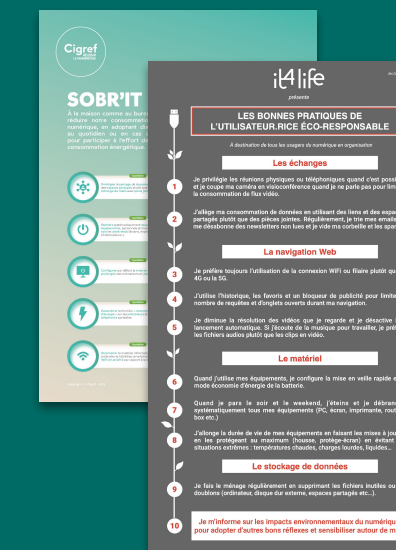 Cigref
SOBR'IT
À la maison comme au bure
réduire notre consommati
numérique, en adoptant di
au quotidien ou en cas d
pour participer à l'effort de
consommation énergétique.
it4life
présente
LES BONNES PRATIQUES DE
L'UTILISATEUR.RICE ÉCO-RESPONSABLE
À destination de tous les usagers du numérique en organisation
Les échanges
1 Je privilégie les réunions physiques ou téléphoniques quand c'est possi
et je coupe ma caméra en visioconférence quand je ne parle pas pour lim
la consommation de flux vidéo.
2 J'allège ma consommation de données en utilisant des liens et des espa
partagés plutôt que des pièces jointes. Régulièrement, je trie mes emails
me désabonne des newsletters non lues et je vide ma corbeille et les spa
La navigation Web
3 Je préfère toujours l'utilisation de la connexion WiFi ou filaire plutôt qu
4G ou la 5G.
4 J'utilise l'historique, les favoris et un bloqueur de publicité pour limite
nombre de requêtes et d'onglets ouverts durant ma navigation.
5 Je diminue la résolution des vidéos que je regarde et je désactive l
lancement automatique. Si j'écoute de la musique pour travailler, je préf
les fichiers audios plutôt que les clips en vidéo.
Le matériel
6 Quand j'utilise mes équipements, je configure la mise en veille rapide e
mode économie d'énergie de la batterie.
7 Quand je pars le soir et le weekend, j'éteins et je débran
systématiquement tous mes équipements (PC, écran, imprimante, rout
box etc.)
8 J'allonge la durée de vie de mes équipements en faisant les mises à jou
en les protégeant au maximum (housse, protège-écran) en évitant
situations extrêmes : températures chaudes, charges lourdes, liquides...
Le stockage de données
9 Je fais le ménage régulièrement en supprimant les fichiers inutiles ou
doublons (ordinateur, disque dur externe, espaces partagés etc...).
10 Je m'informe sur les impacts environnementaux du numériqu
pour adopter d'autres bons réflexes et sensibiliser autour de m